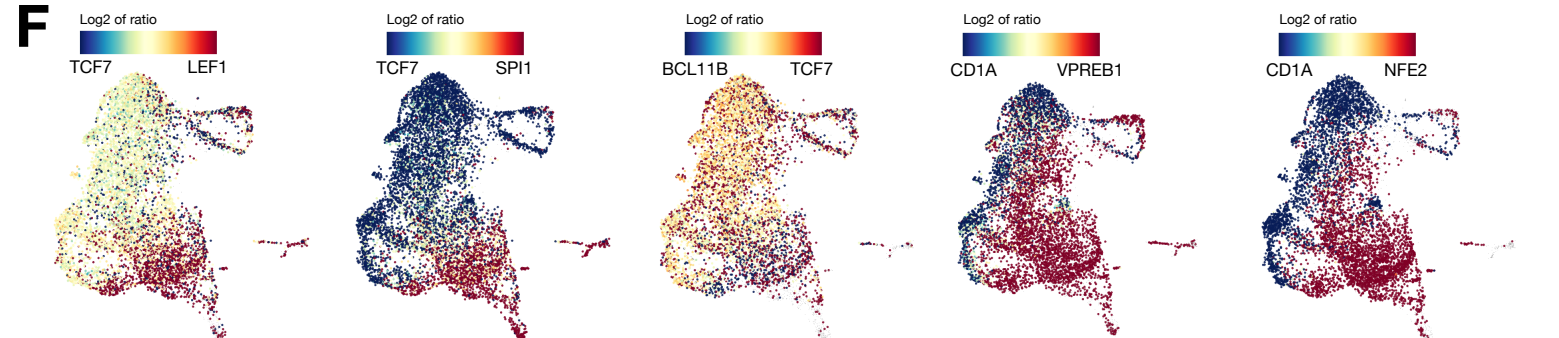 F
Log2 of ratio
TCF7 LEF1
Log2 of ratio
TCF7 SPI1
Log2 of ratio
BCL11B TCF7
Log2 of ratio
CD1A VPREB1
Log2 of ratio
CD1A NFE2